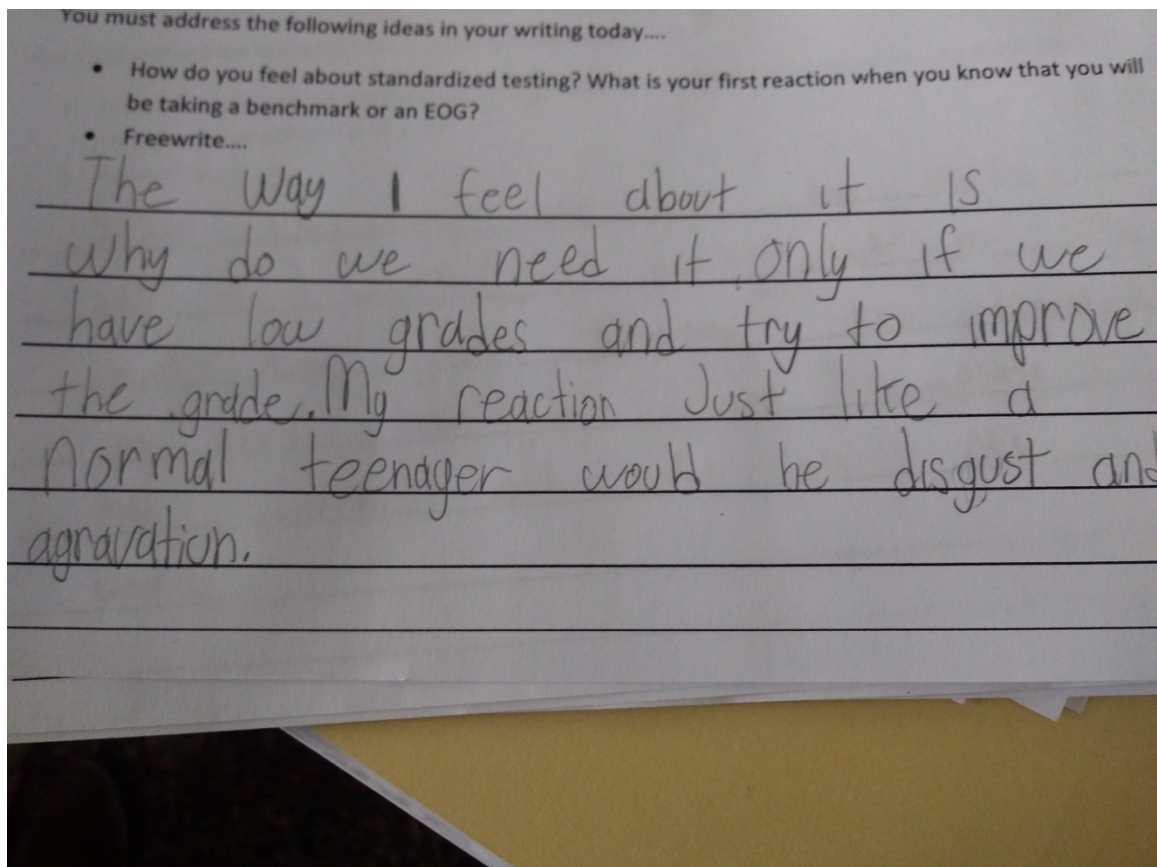 You must address the following ideas in your writing today....
• How do you feel about standardized testing? What is your first reaction when you know that you will
be taking a benchmark or an EOG?
• Freewrite....
The way I feel about it is
why do we need it only if we
have low grades and try to improve
the grade. My reaction Just like a
normal teenager would be disgust and
agravation.